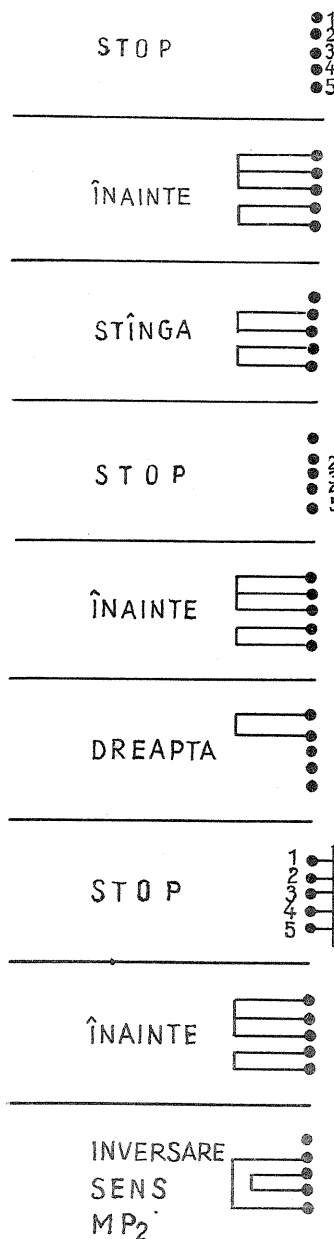 STOP
1
2
3
4
5
ÎNAINTE
STÎNGA
STOP
ÎNAINTE
DREAPTA
STOP
1
2
3
4
5
ÎNAINTE
INVERSARE
SENS
MP2